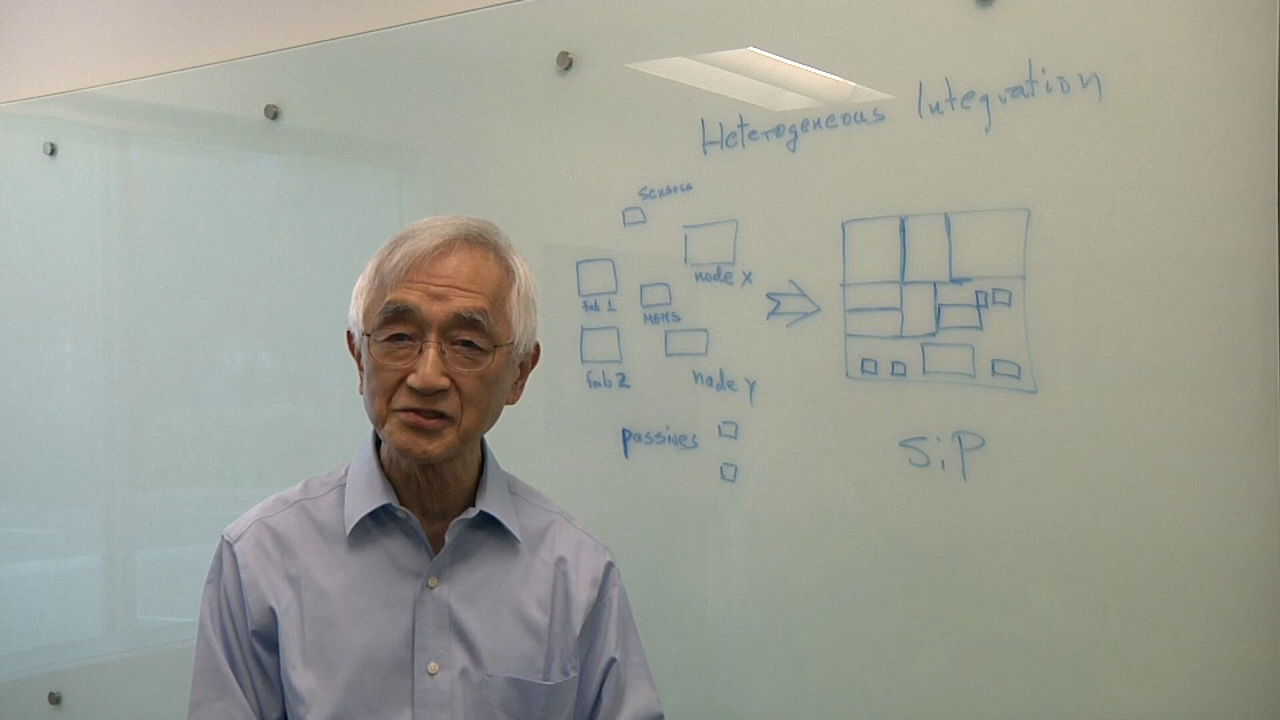 Heterogeneous Integration
Sensors
node X
fab 1
MEMS
fab 2
node Y
passives
SiP